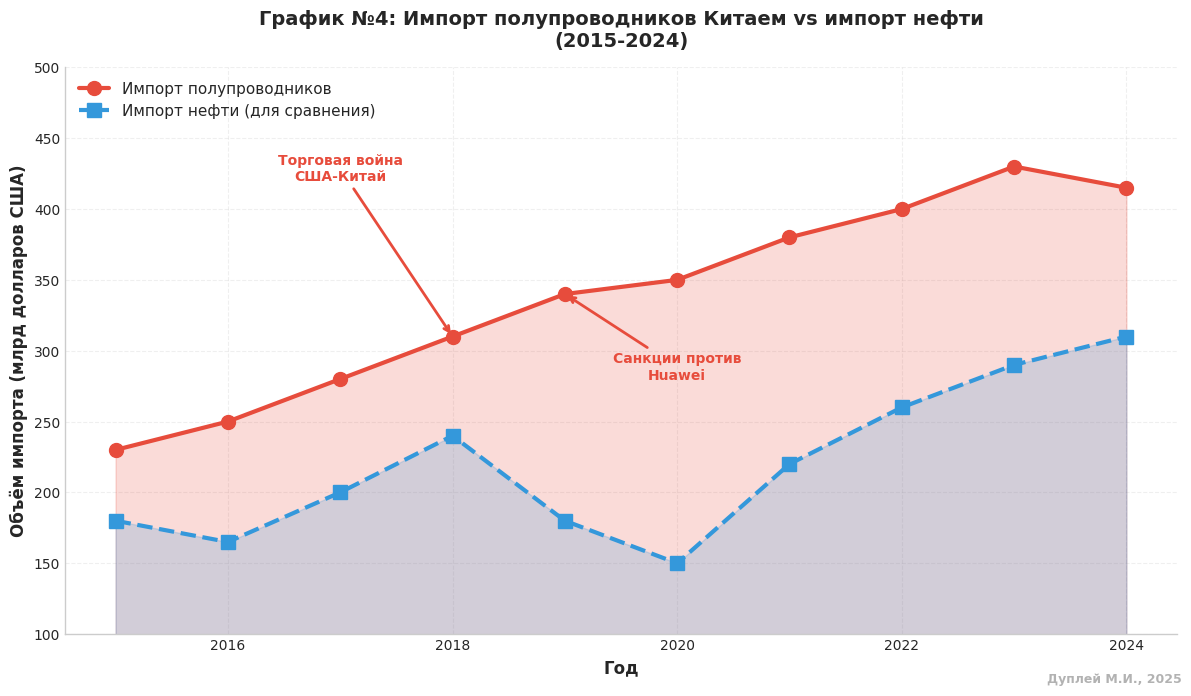 График №4: Импорт полупроводников Китаем vs импорт нефти
(2015-2024)
Объём импорта (млрд долларов США)
500
450
400
350
300
250
200
150
100
Импорт полупроводников
Импорт нефти (для сравнения)
Торговая война
США-Китай
Санкции против
Huawei
2016
2018
2020
2022
2024
Год
Дуплей М.И., 2025